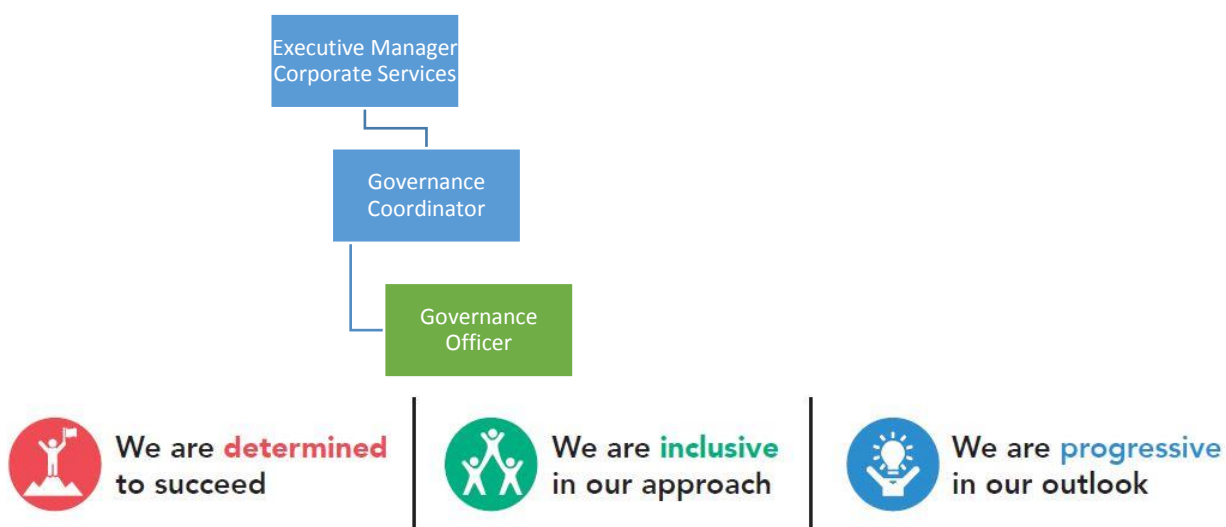 Executive Manager
Corporate Services
Governance
Coordinator
Governance
Officer
We are determined
to succeed
We are inclusive
in our approach
We are progressive
in our outlook